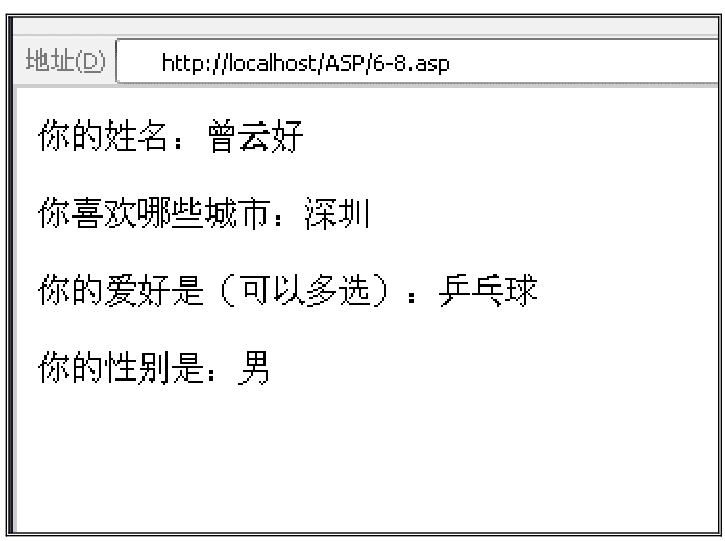 地址(D) http://localhost/ASP/6-8.asp
你的姓名：曾云好
你喜欢哪些城市：深圳
你的爱好是（可以多选）：乒乓球
你的性别是：男